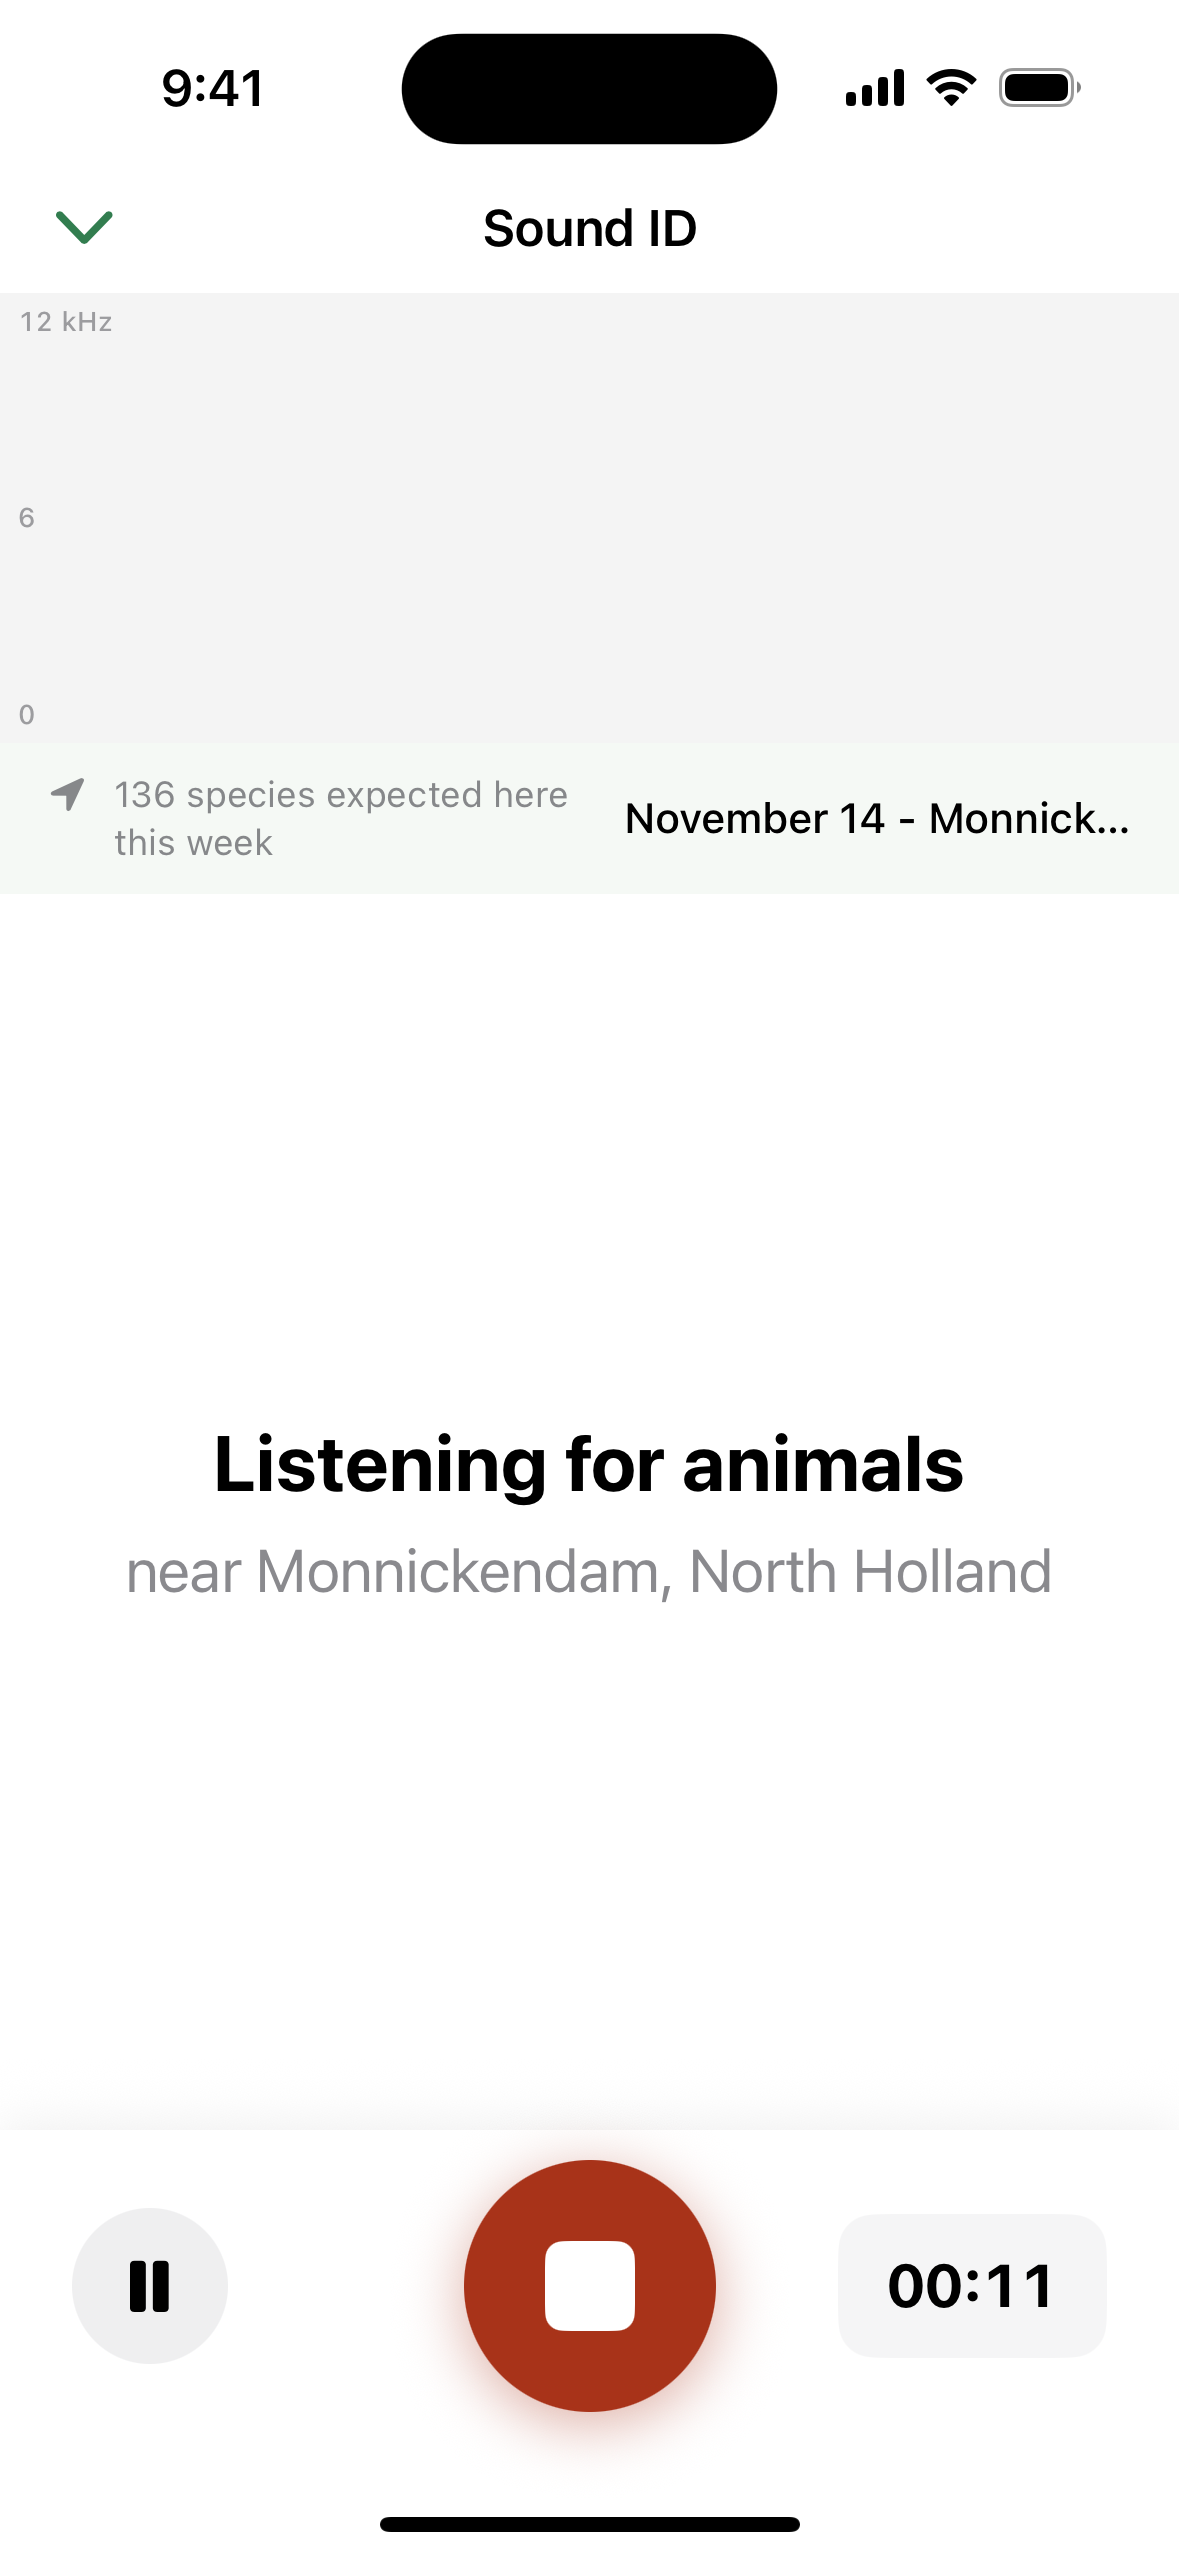 9:41
Sound ID
12 kHz
6
0
136 species expected here
this week
November 14 - Monnick...
Listening for animals
near Monnickendam, North Holland
00:11